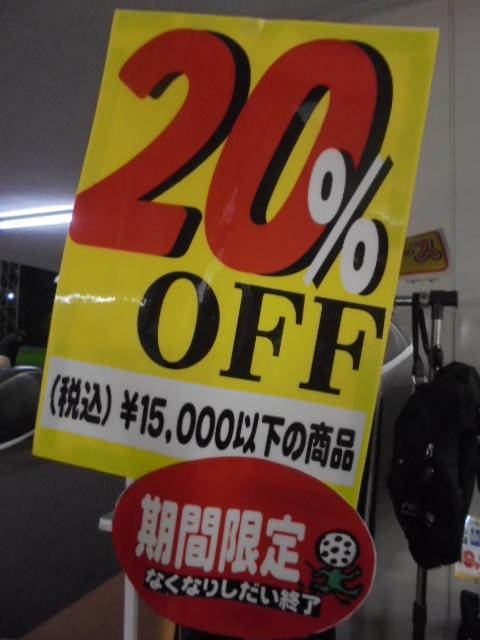 20%
OFF
(税込) ¥15,000以下の商品
期間限定
なくなりしだい終了